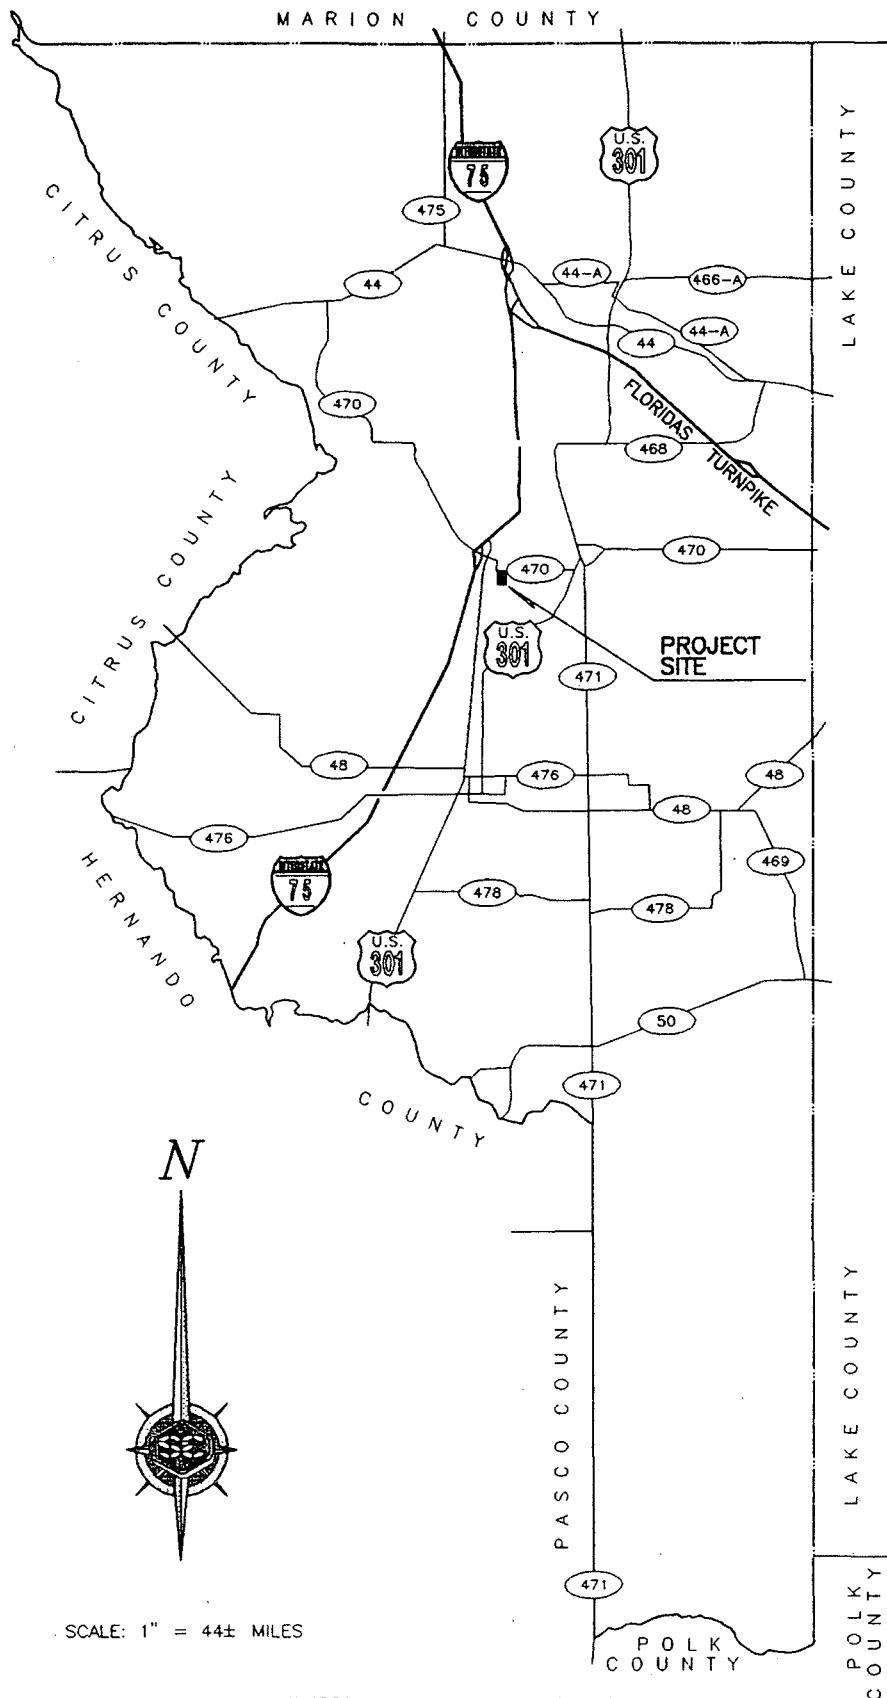 MARION COUNTY
LAKE COUNTY
CITRUS COUNTY
U.S.
301
INTERSTATE
75
475
44-A
466-A
44
44-A
44
470
FLORIDAS TURNPIKE
468
CITRUS COUNTY
470
470
U.S.
301
PROJECT
SITE
471
48
476
48
48
476
469
HERNANDO
INTERSTATE
75
478
478
U.S.
301
50
471
COUNTY
N
PASCO COUNTY
LAKE COUNTY
471
SCALE: 1" = 44± MILES
POLK
COUNTY
POLK
COUNTY